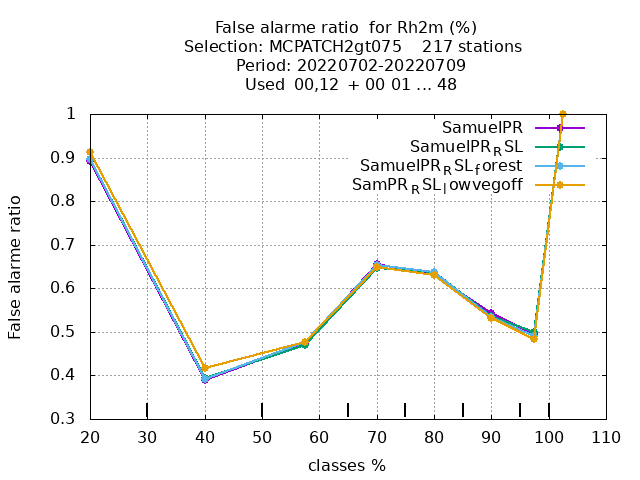 False alarme ratio  for Rh2m (%)
Selection: MCPATCH2gt075    217 stations
Period: 20220702-20220709
Used  00,12  + 00 01 ... 48
1
0.9
0.8
0.7
0.6
0.5
0.4
0.3
False alarme ratio
SamuelPR
SamuelPR_RSL
SamuelPR_RSL_forest
SamPR_RSL_lowvegoff
20 30 40 50 60 70 80 90 100 110
classes %